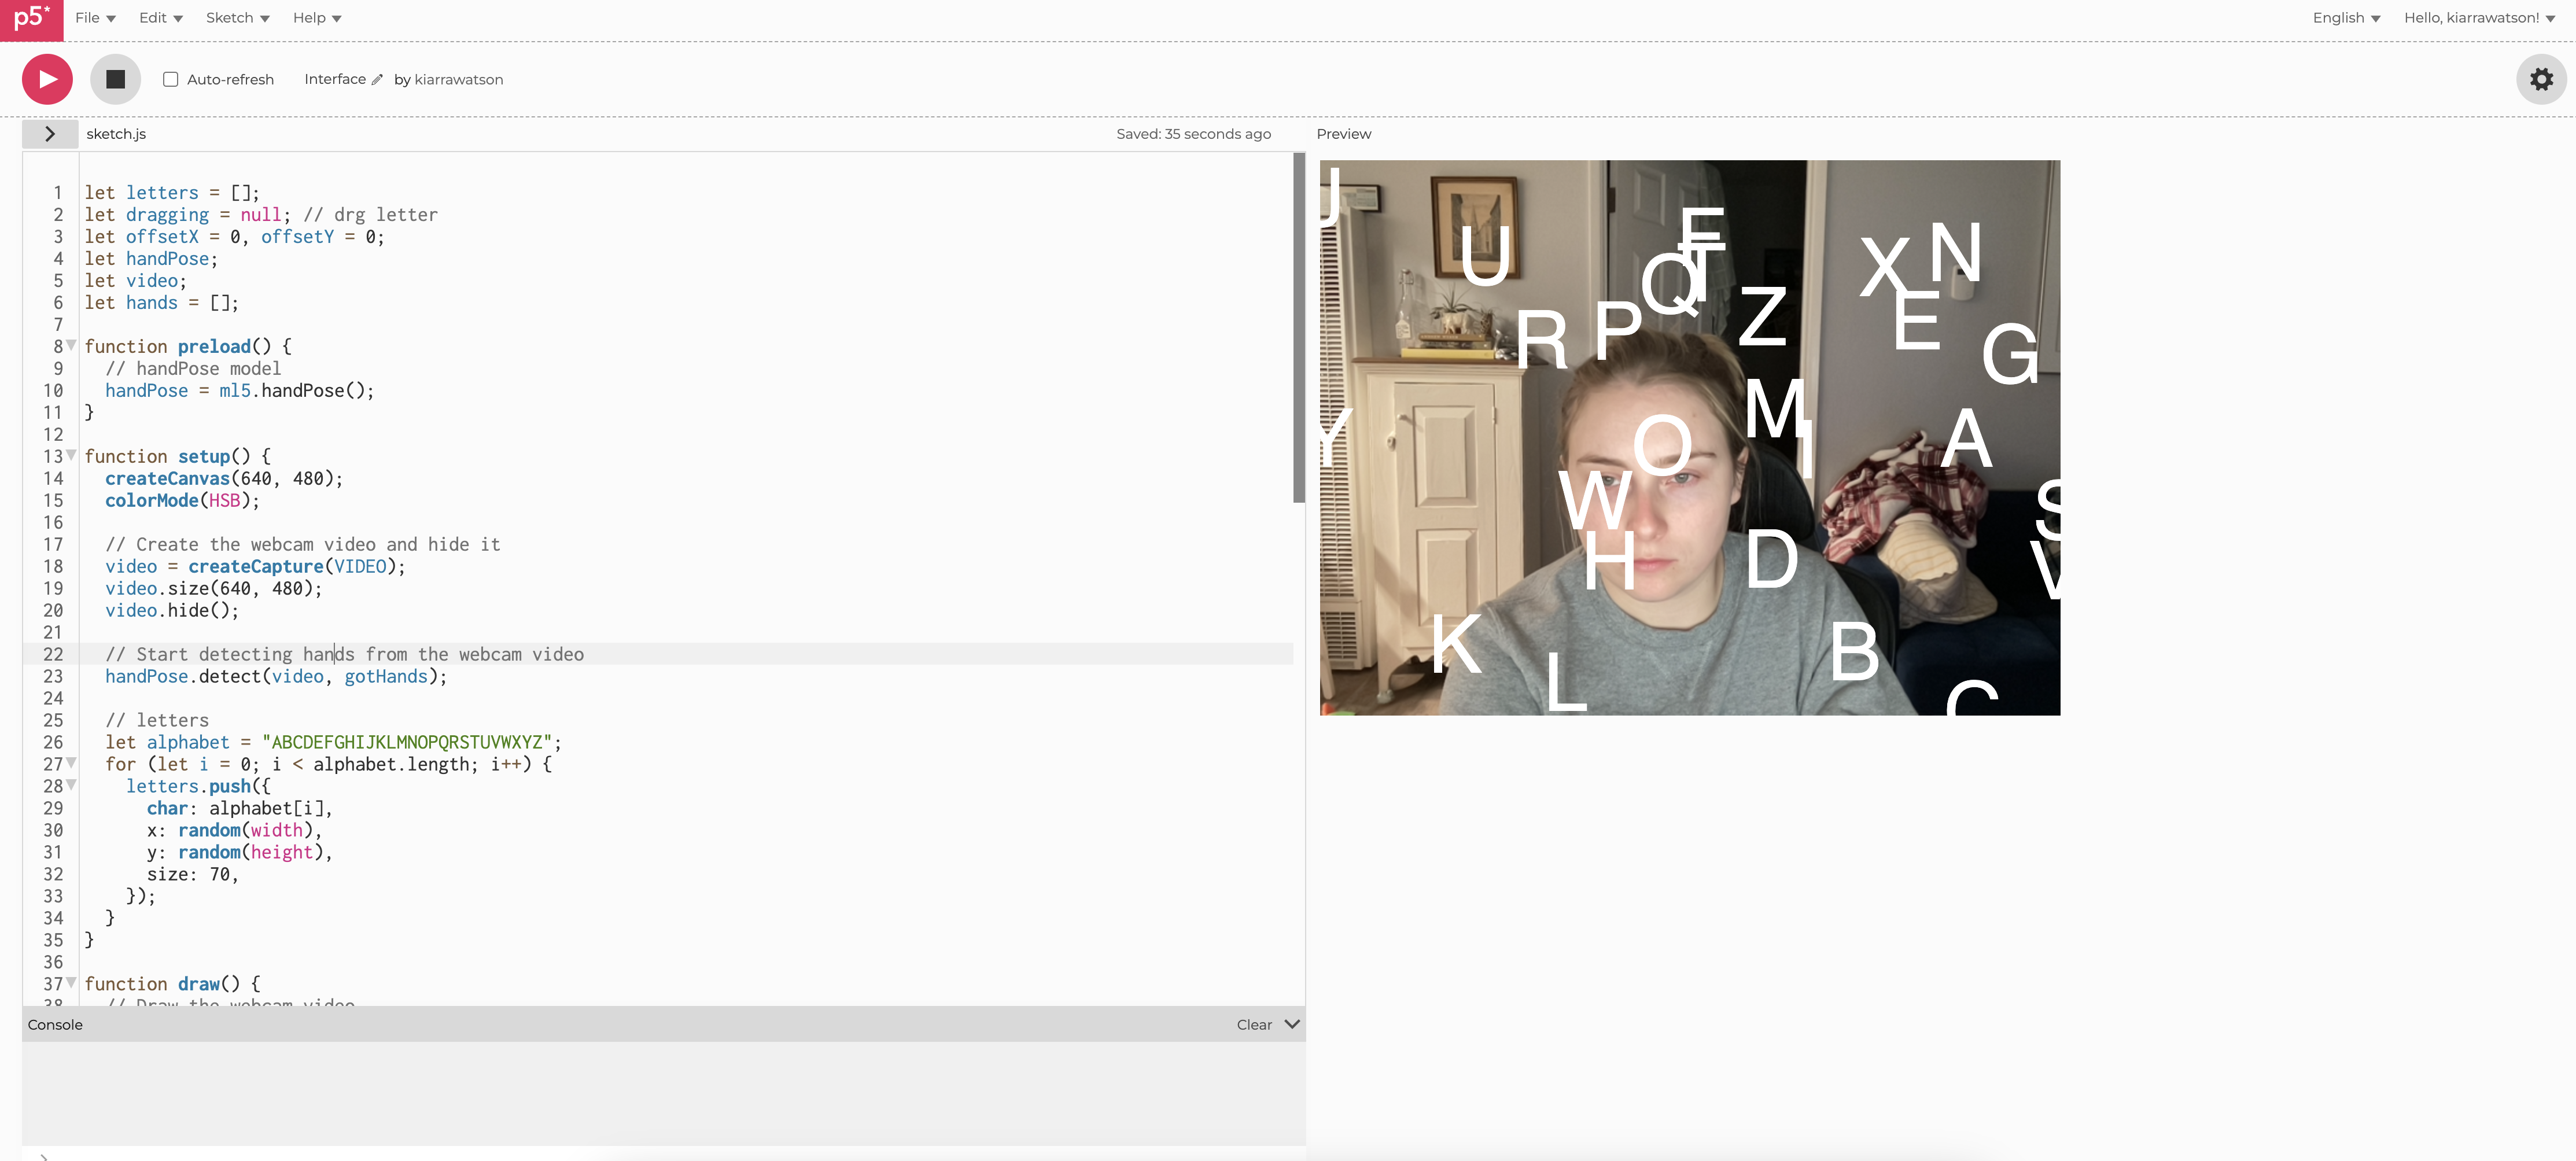 p5* File Edit Sketch Help English Hello, kiarrawatson!
Auto-refresh Interface by kiarrawatson
sketch.js Saved: 35 seconds ago Preview
1 let letters = [];
2 let dragging = null; // drg letter
3 let offsetX = 0, offsetY = 0;
4 let handPose;
5 let video;
6 let hands = [];
7
8 function preload() {
9 // handPose model
10 handPose = ml5.handPose();
11 }
12
13 function setup() {
14 createCanvas(640, 480);
15 colorMode(HSB);
16
17 // Create the webcam video and hide it
18 video = createCapture(VIDEO);
19 video.size(640, 480);
20 video.hide();
21
22 // Start detecting hands from the webcam video
23 handPose.detect(video, gotHands);
24
25 // letters
26 let alphabet = "ABCDEFGHIJKLMNOPQRSTUVWXYZ";
27 for (let i = 0; i < alphabet.length; i++) {
28 letters.push({
29 char: alphabet[i],
30 x: random(width),
31 y: random(height),
32 size: 70,
33 });
34 }
35 }
36
37 function draw() {
38 // Draw the webcam video
Console Clear
>
J
F
U T X N
Q
R P Z E
G
M
Y O I A
W S
H D V
K B
L C